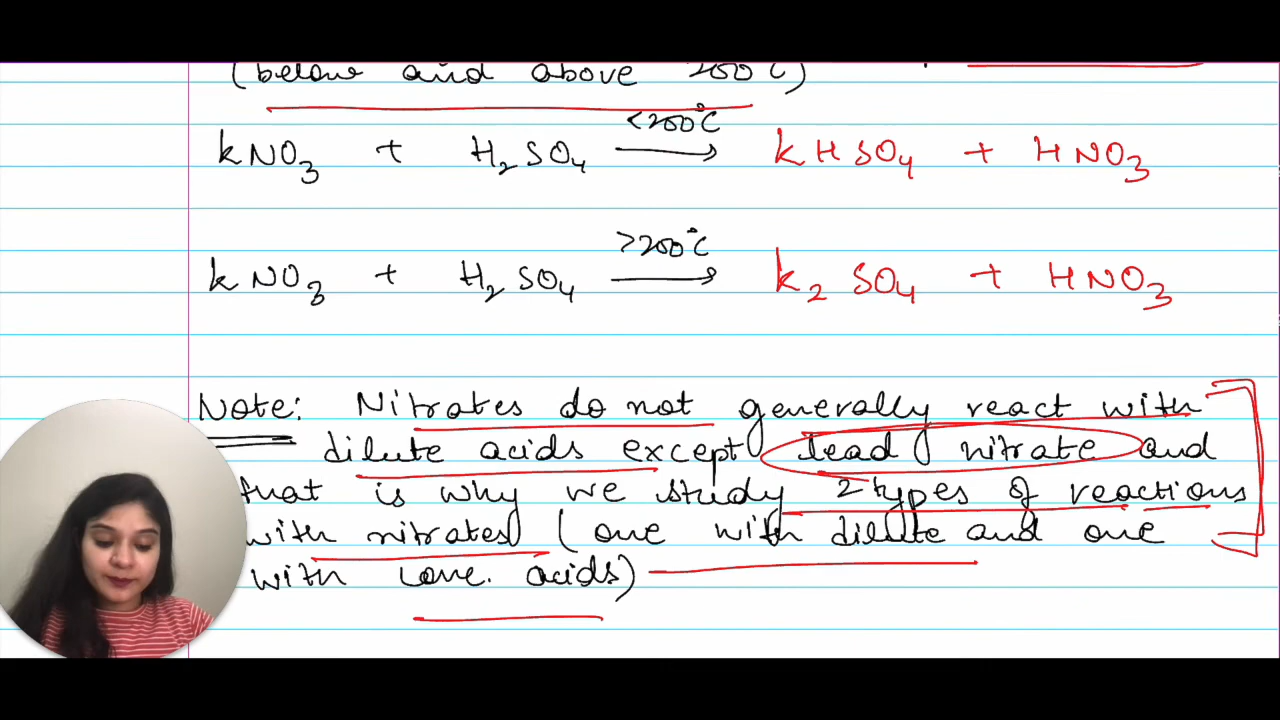 (below and above 200°C)
<200°C
KNO3 + H2SO4 → KHSO4 + HNO3
>200°C
KNO3 + H2SO4 → K2SO4 + HNO3
Note: Nitrates do not generally react with
dilute acids except lead nitrate and
that is why we study 2 types of reactions
with nitrates (one with dilute and one
with conc. acids)